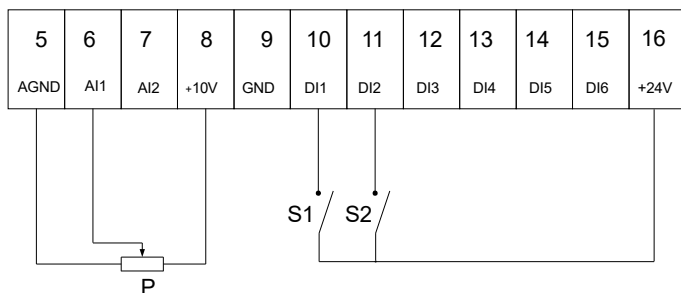 5 6 7 8 9 10 11 12 13 14 15 16
AGND AI1 AI2 +10V GND DI1 DI2 DI3 DI4 DI5 DI6 +24V
S1 S2
P